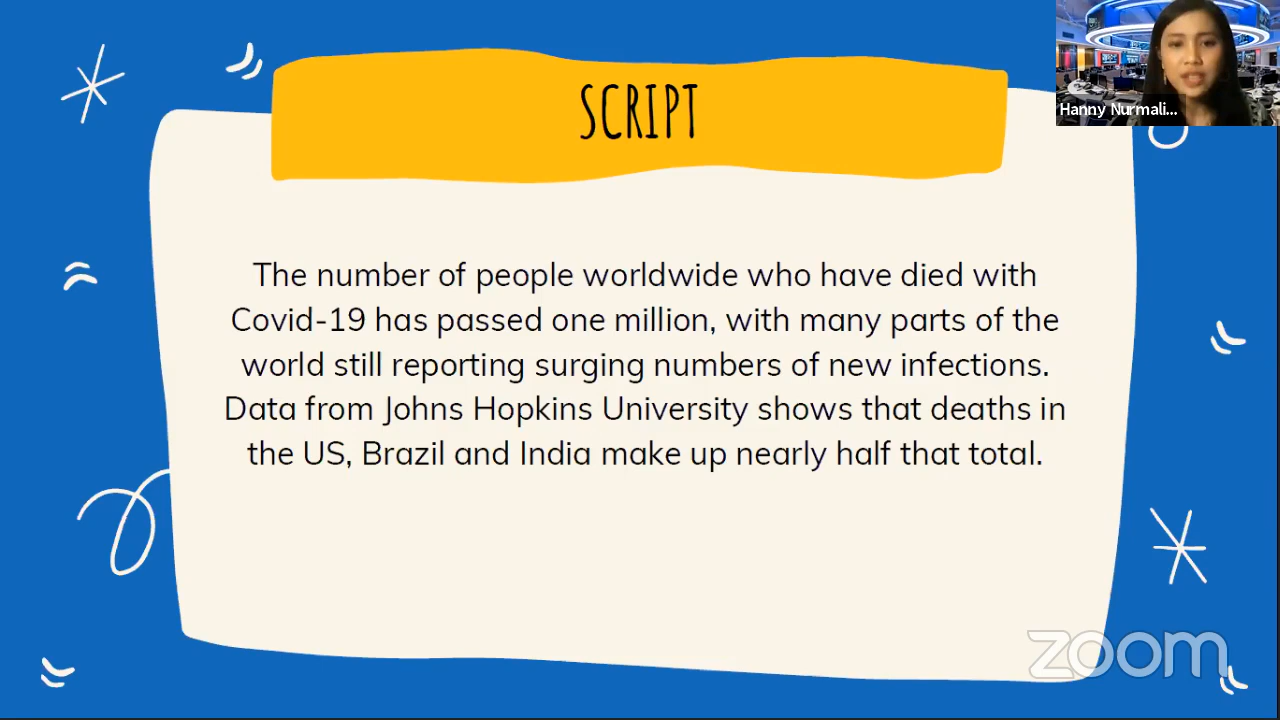 SCRIPT
Hanny Nurmali...
The number of people worldwide who have died with
Covid-19 has passed one million, with many parts of the
world still reporting surging numbers of new infections.
Data from Johns Hopkins University shows that deaths in
the US, Brazil and India make up nearly half that total.
zoom